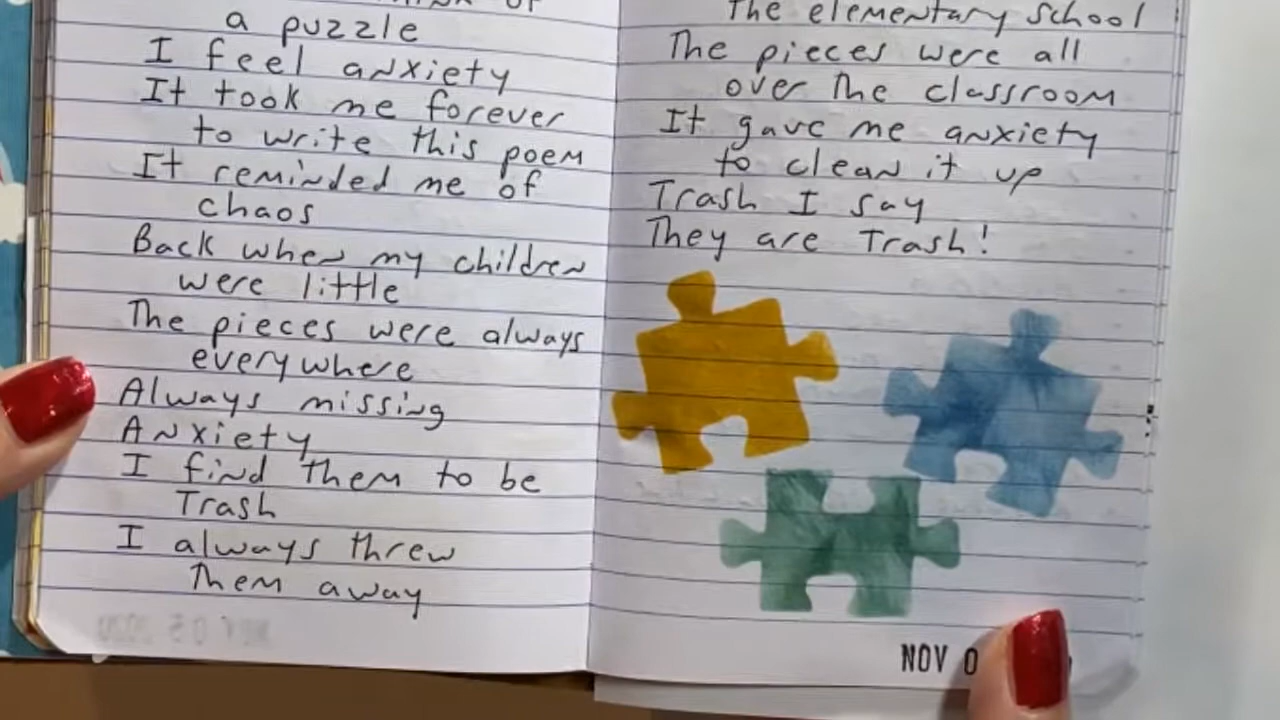 a puzzle
I feel anxiety
It took me forever
to write this poem
It reminded me of
chaos
Back when my children
were little
The pieces were always
everywhere
Always missing
Anxiety
I find them to be
Trash
I always threw
them away
The elementary school
The pieces were all
over the classroom
It gave me anxiety
to clean it up
Trash I say
They are Trash!
NOV 0